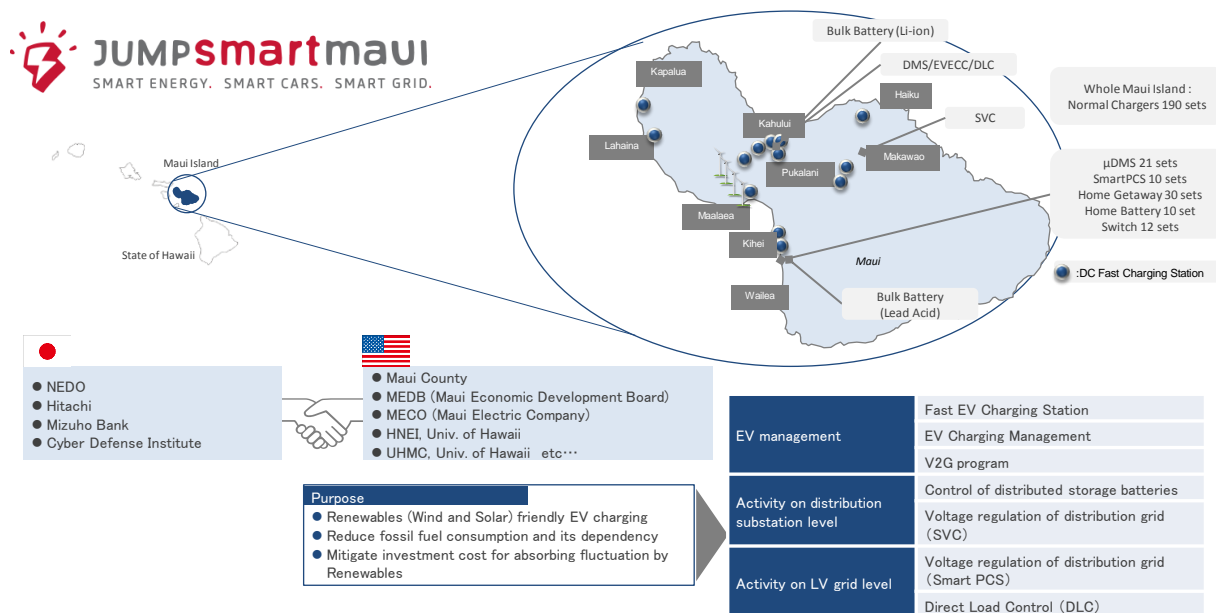 JUMPSmartmaui
SMART ENERGY. SMART CARS. SMART GRID.
Maui Island
State of Hawaii
Bulk Battery (Li-ion)
DMS/EVECC/DLC
Kapalua
Haiku
Whole Maui Island :
Normal Chargers 190 sets
SVC
Kahului
Lahaina
Makawao
Pukalani
μDMS 21 sets
SmartPCS 10 sets
Home Getaway 30 sets
Home Battery 10 set
Switch 12 sets
Maalaea
Kihei
Maui
:DC Fast Charging Station
Wailea
Bulk Battery
(Lead Acid)
● NEDO
● Hitachi
● Mizuho Bank
● Cyber Defense Institute
● Maui County
● MEDB (Maui Economic Development Board)
● MECO (Maui Electric Company)
● HNEI, Univ. of Hawaii
● UHMC, Univ. of Hawaii etc…
Purpose
● Renewables (Wind and Solar) friendly EV charging
● Reduce fossil fuel consumption and its dependency
● Mitigate investment cost for absorbing fluctuation by
Renewables
EV management
Fast EV Charging Station
EV Charging Management
V2G program
Activity on distribution
substation level
Control of distributed storage batteries
Voltage regulation of distribution grid
(SVC)
Activity on LV grid level
Voltage regulation of distribution grid
(Smart PCS)
Direct Load Control (DLC)